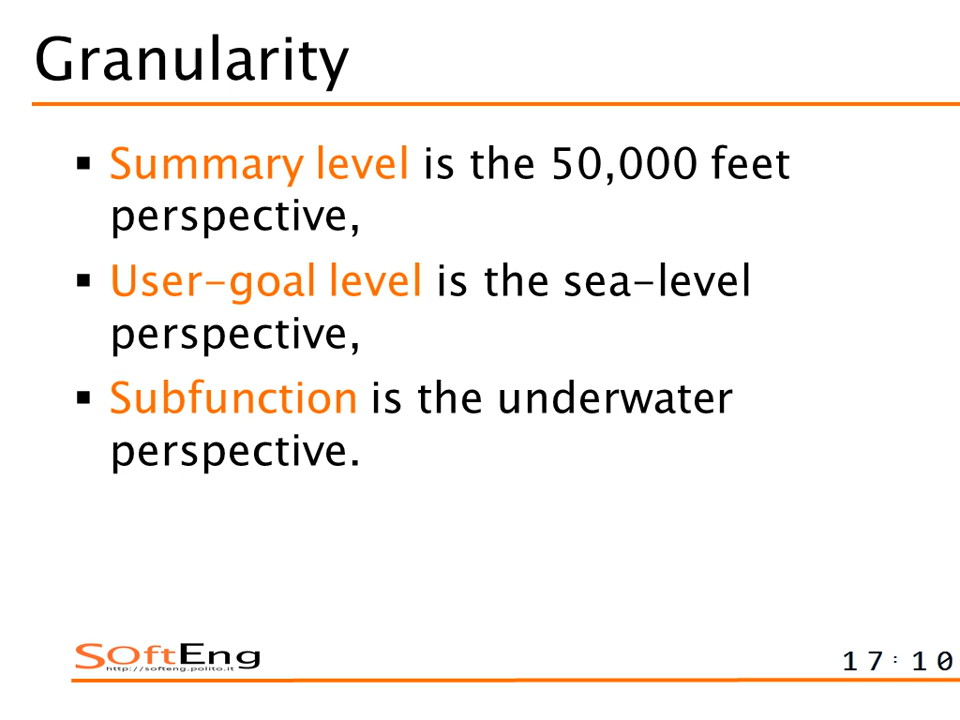 Granularity
▪ Summary level is the 50,000 feet
perspective,
▪ User-goal level is the sea-level
perspective,
▪ Subfunction is the underwater
perspective.
SoftEng
http://softeng.polito.it
17:10